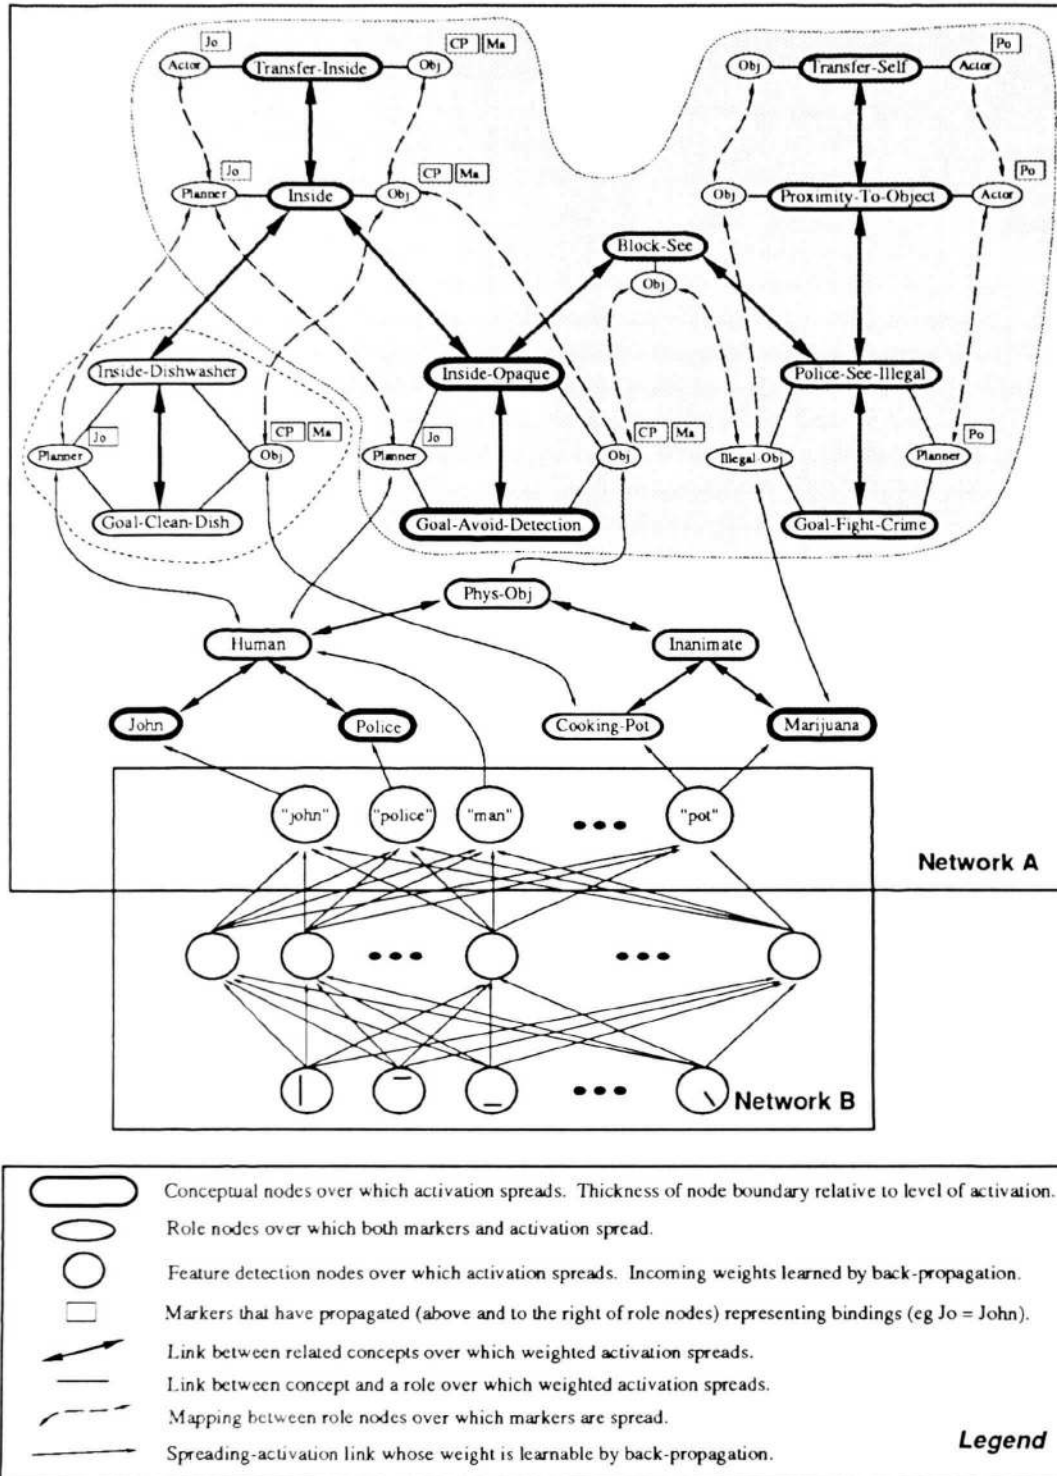 Jo
CP Ma
Po
Actor Transfer-Inside Obj
Obj Transfer-Self Actor
Jo
CP Ma
Po
Planner Inside Obj
Obj Proximity-To-Object Actor
Block-See
Obj
Inside-Dishwasher
Inside-Opaque
Police-See-Illegal
Jo
CP Ma
Jo
CP Ma
Po
Planner Obj Planner Obj Illegal-Obj Planner
Goal-Clean-Dish
Goal-Avoid-Detection
Goal-Fight-Crime
Phys-Obj
Human
Inanimate
John
Police
Cooking-Pot
Marijuana
"john" "police" "man" "pot"
Network A
Network B
Conceptual nodes over which activation spreads. Thickness of node boundary relative to level of activation.
Role nodes over which both markers and activation spread.
Feature detection nodes over which activation spreads. Incoming weights learned by back-propagation.
Markers that have propagated (above and to the right of role nodes) representing bindings (eg Jo = John).
Link between related concepts over which weighted activation spreads.
Link between concept and a role over which weighted activation spreads.
Mapping between role nodes over which markers are spread.
Spreading-activation link whose weight is learnable by back-propagation.
Legend